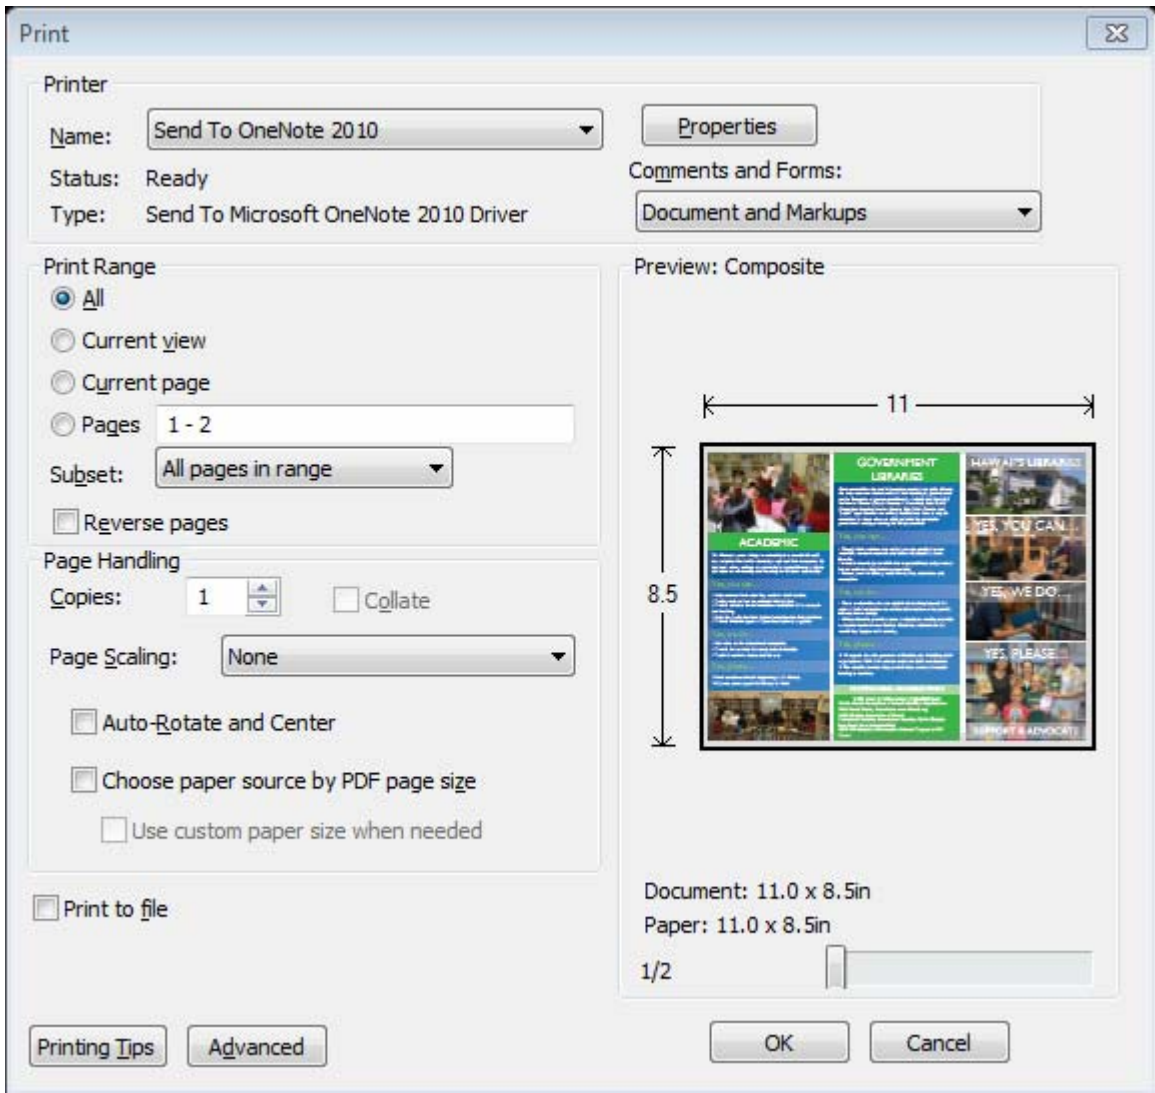 Print
Printer
Name: Send To OneNote 2010
Properties
Status: Ready
Comments and Forms:
Type: Send To Microsoft OneNote 2010 Driver
Document and Markups
Print Range
All
Current view
Current page
Pages 1 - 2
Subset: All pages in range
Reverse pages
Page Handling
Copies: 1 Collate
Page Scaling: None
Auto-Rotate and Center
Choose paper source by PDF page size
Use custom paper size when needed
Print to file
Printing Tips Advanced
Preview: Composite
11
8.5
ACADEMIC
GOVERNMENT
LIBRARIES
HAWAI'I'S LIBRARIES
YES, YOU CAN...
YES, WE DO...
YES, PLEASE...
SUPPORT & ADVOCATE
Document: 11.0 x 8.5in
Paper: 11.0 x 8.5in
1/2
OK Cancel